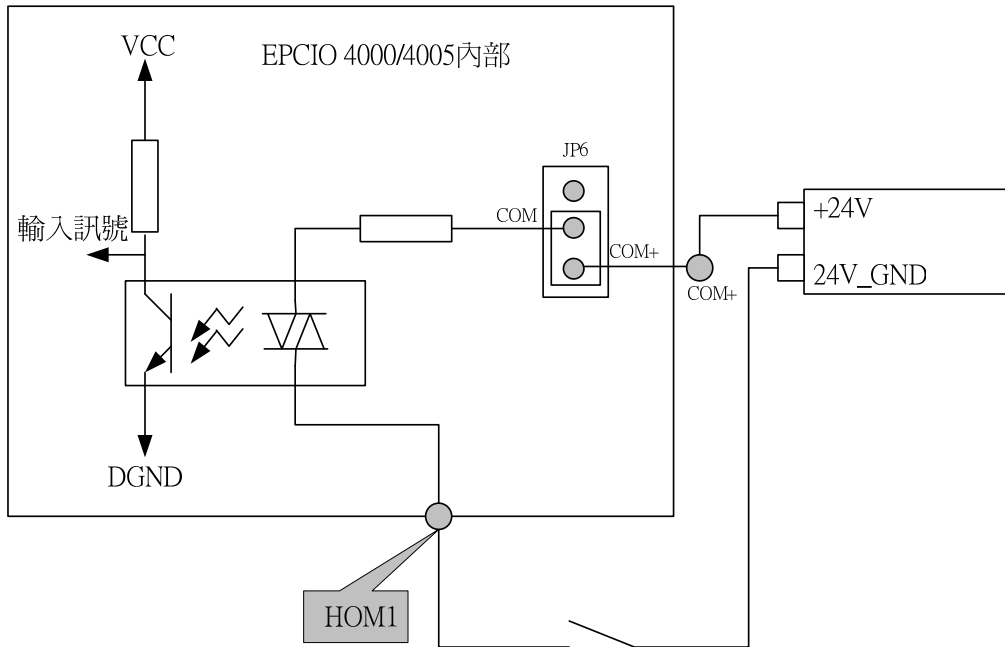 VCC
EPCIO 4000/4005內部
JP6
輸入訊號
COM
COM+
COM+
+24V
24V_GND
DGND
HOM1